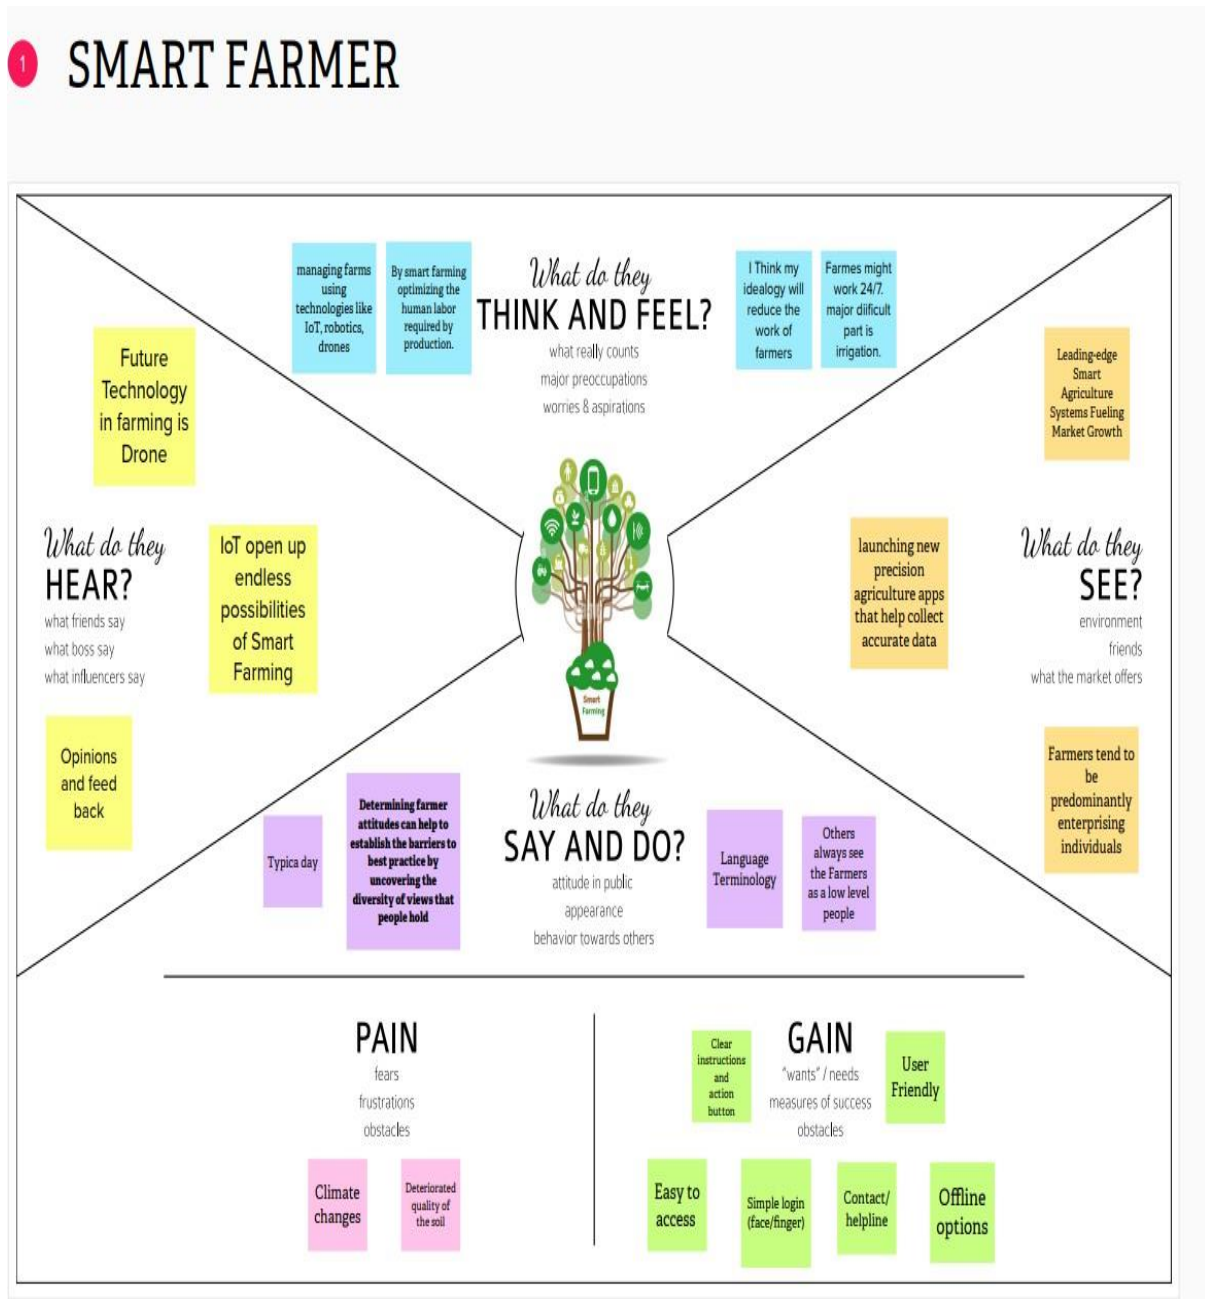 1
SMART FARMER
managing farms
using
technologies like
IoT, robotics,
drones
By smart farming
optimizing the
human labor
required by
production.
What do they
THINK AND FEEL?
what really counts
major preoccupations
worries & aspirations
I Think my
idealogy will
reduce the
work of
farmers
Farmes might
work 24/7.
major diificult
part is
irrigation.
Future
Technology
in farming is
Drone
What do they
HEAR?
what friends say
what boss say
what influencers say
IoT open up
endless
possibilities
of Smart
Farming
Opinions
and feed
back
Smart
Farming
Leading-edge
Smart
Agriculture
Systems Fueling
Market Growth
launching new
precision
agriculture apps
that help collect
accurate data
What do they
SEE?
environment
friends
what the market offers
Farmers tend to
be
predominantly
enterprising
individuals
Typica day
Determining farmer
attitudes can help to
establish the barriers to
best practice by
uncovering the
diversity of views that
people hold
What do they
SAY AND DO?
attitude in public
appearance
behavior towards others
Language
Terminology
Others
always see
the Farmers
as a low level
people
PAIN
fears
frustrations
obstacles
Climate
changes
Deteriorated
quality of
the soil
Clear
instructions
and
action
button
GAIN
"wants" / needs
measures of success
obstacles
User
Friendly
Easy to
access
Simple login
(face/finger)
Contact/
helpline
Offline
options